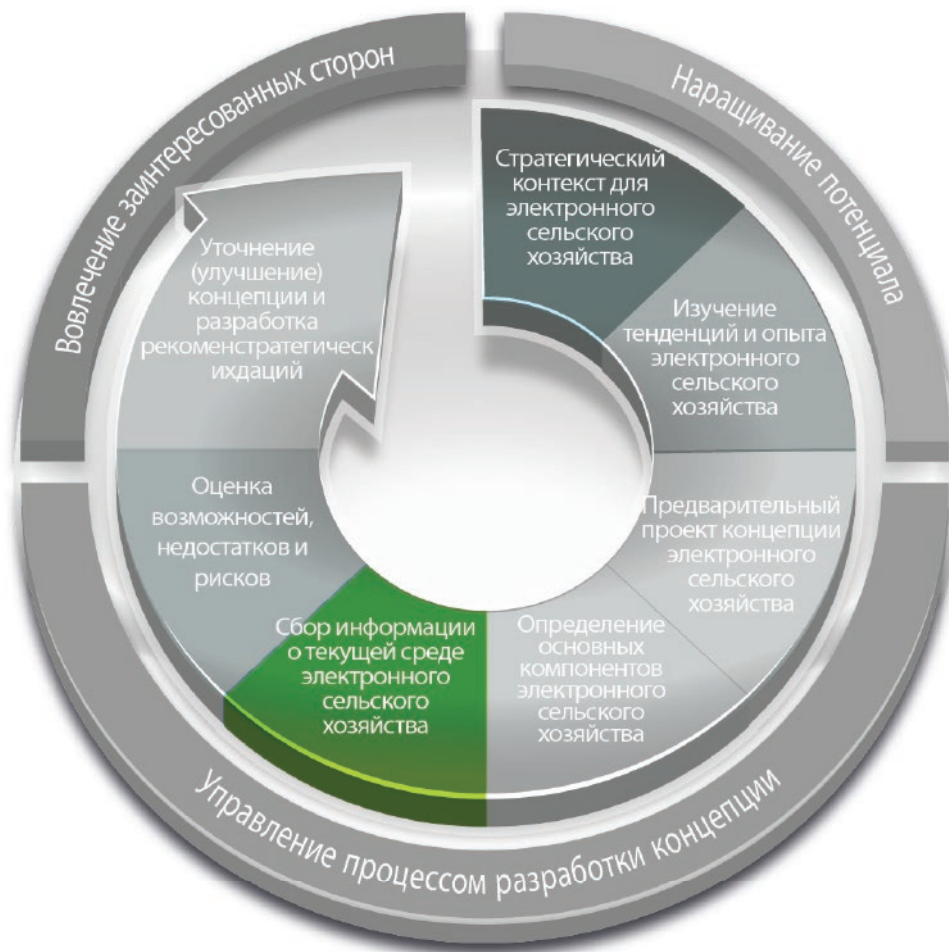 Вовлечение заинтересованных сторон
Наращивание потенциала
Стратегический
контекст для
электронного
сельского
хозяйства
Изучение
тенденций и опыта
электронного
сельского
хозяйства
Предварительный
проект концепции
электронного
сельского
хозяйства
Определение
основных
компонентов
электронного
сельского
хозяйства
Сбор информации
о текущей среде
электронного
сельского
хозяйства
Оценка
возможностей,
недостатков и
рисков
Уточнение
(улучшение)
концепции и
разработка
рекоменстратегическ
ихдаций
Управление процессом разработки концепции